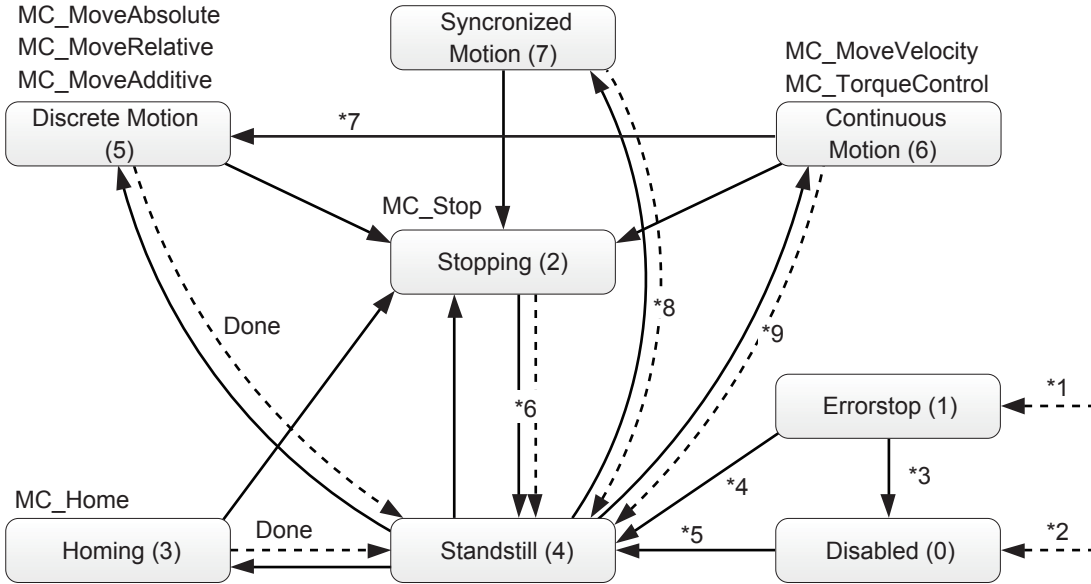 MC_MoveAbsolute
MC_MoveRelative
MC_MoveAdditive
Discrete Motion
(5)
Syncronized
Motion (7)
MC_MoveVelocity
MC_TorqueControl
Continuous
Motion (6)
*7
MC_Stop
Stopping (2)
Done
*8
*9
*6
Errorstop (1)
*1
*4
*3
MC_Home
Homing (3)
Done
Standstill (4)
*5
Disabled (0)
*2